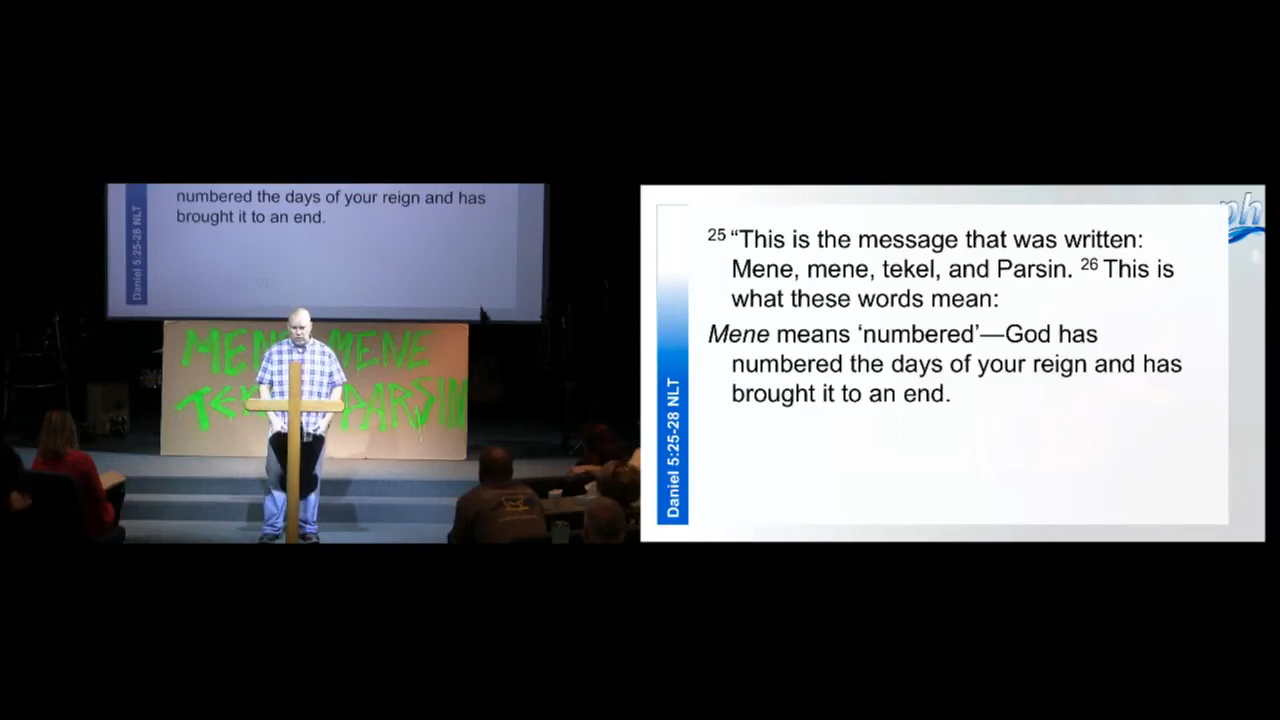 numbered the days of your reign and has
brought it to an end.
Daniel 5:25-28 NLT
MENE MENE
PARSIN
25 “This is the message that was written:
Mene, mene, tekel, and Parsin. 26 This is
what these words mean:
Mene means ‘numbered’—God has
numbered the days of your reign and has
brought it to an end.
Daniel 5:25-28 NLT
ph